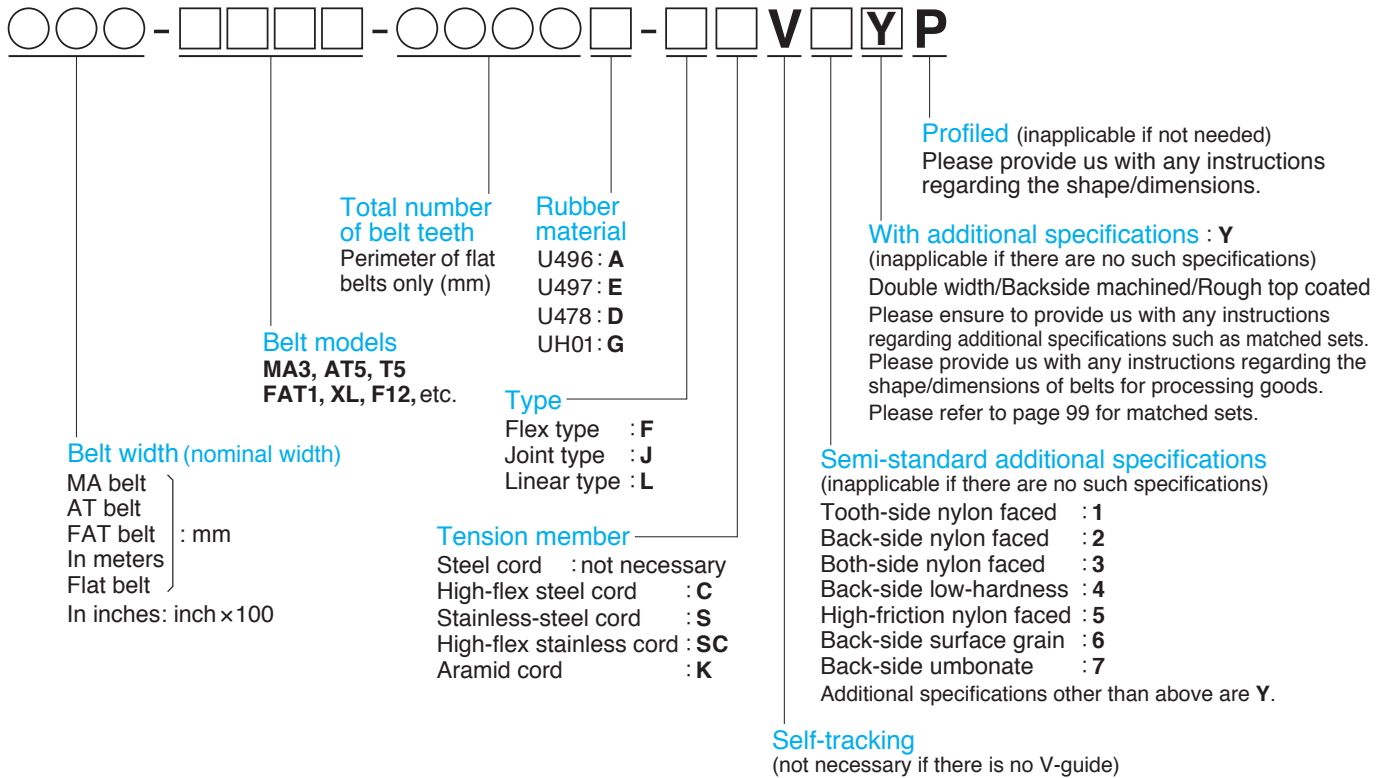 ○○○-□□□□-○○○○□-□□V□YP
Profiled (inapplicable if not needed)
Please provide us with any instructions
regarding the shape/dimensions.
Total number
of belt teeth
Perimeter of flat
belts only (mm)
Rubber
material
U496: A
U497: E
U478: D
UH01: G
With additional specifications : Y
(inapplicable if there are no such specifications)
Double width/Backside machined/Rough top coated
Please ensure to provide us with any instructions
regarding additional specifications such as matched sets.
Please provide us with any instructions regarding the
shape/dimensions of belts for processing goods.
Please refer to page 99 for matched sets.
Belt models
MA3, AT5, T5
FAT1, XL, F12, etc.
Type
Flex type : F
Joint type : J
Linear type : L
Belt width (nominal width)
MA belt
AT belt
FAT belt : mm
In meters
Flat belt
In inches: inch×100
Tension member
Steel cord : not necessary
High-flex steel cord : C
Stainless-steel cord : S
High-flex stainless cord : SC
Aramid cord : K
Semi-standard additional specifications
(inapplicable if there are no such specifications)
Tooth-side nylon faced : 1
Back-side nylon faced : 2
Both-side nylon faced : 3
Back-side low-hardness : 4
High-friction nylon faced : 5
Back-side surface grain : 6
Back-side umbonate : 7
Additional specifications other than above are Y.
Self-tracking
(not necessary if there is no V-guide)